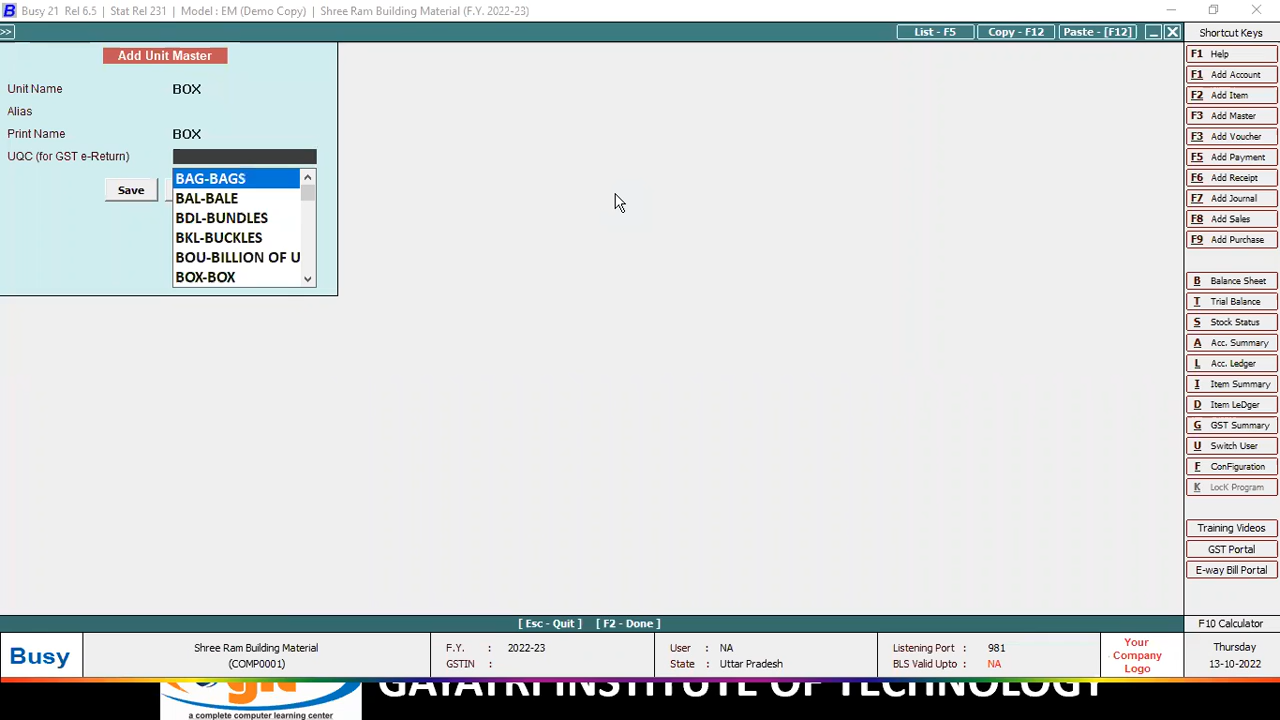 Busy 21 Rel 6.5 | Stat Rel 231 | Model : EM (Demo Copy) | Shree Ram Building Material (F.Y. 2022-23)
>> List - F5 Copy - F12 Paste - [F12]
Add Unit Master
Unit Name BOX
Alias
Print Name BOX
UQC (for GST e-Return)
Save
BAG-BAGS
BAL-BALE
BDL-BUNDLES
BKL-BUCKLES
BOU-BILLION OF U
BOX-BOX
Shortcut Keys
F1 Help
F1 Add Account
F2 Add Item
F3 Add Master
F3 Add Voucher
F5 Add Payment
F6 Add Receipt
F7 Add Journal
F8 Add Sales
F9 Add Purchase
B Balance Sheet
T Trial Balance
S Stock Status
A Acc. Summary
L Acc. Ledger
I Item Summary
D Item LeDger
G GST Summary
U Switch User
F ConFiguration
K LocK Program
Training Videos
GST Portal
E-way Bill Portal
F10 Calculator
[ Esc - Quit ] [ F2 - Done ]
Busy
Shree Ram Building Material
(COMP0001)
F.Y. : 2022-23
GSTIN :
User : NA
State : Uttar Pradesh
Listening Port : 981
BLS Valid Upto : NA
Your
Company
Logo
Thursday
13-10-2022
GAYATRI INSTITUTE OF TECHNOLOGY
a complete computer learning center